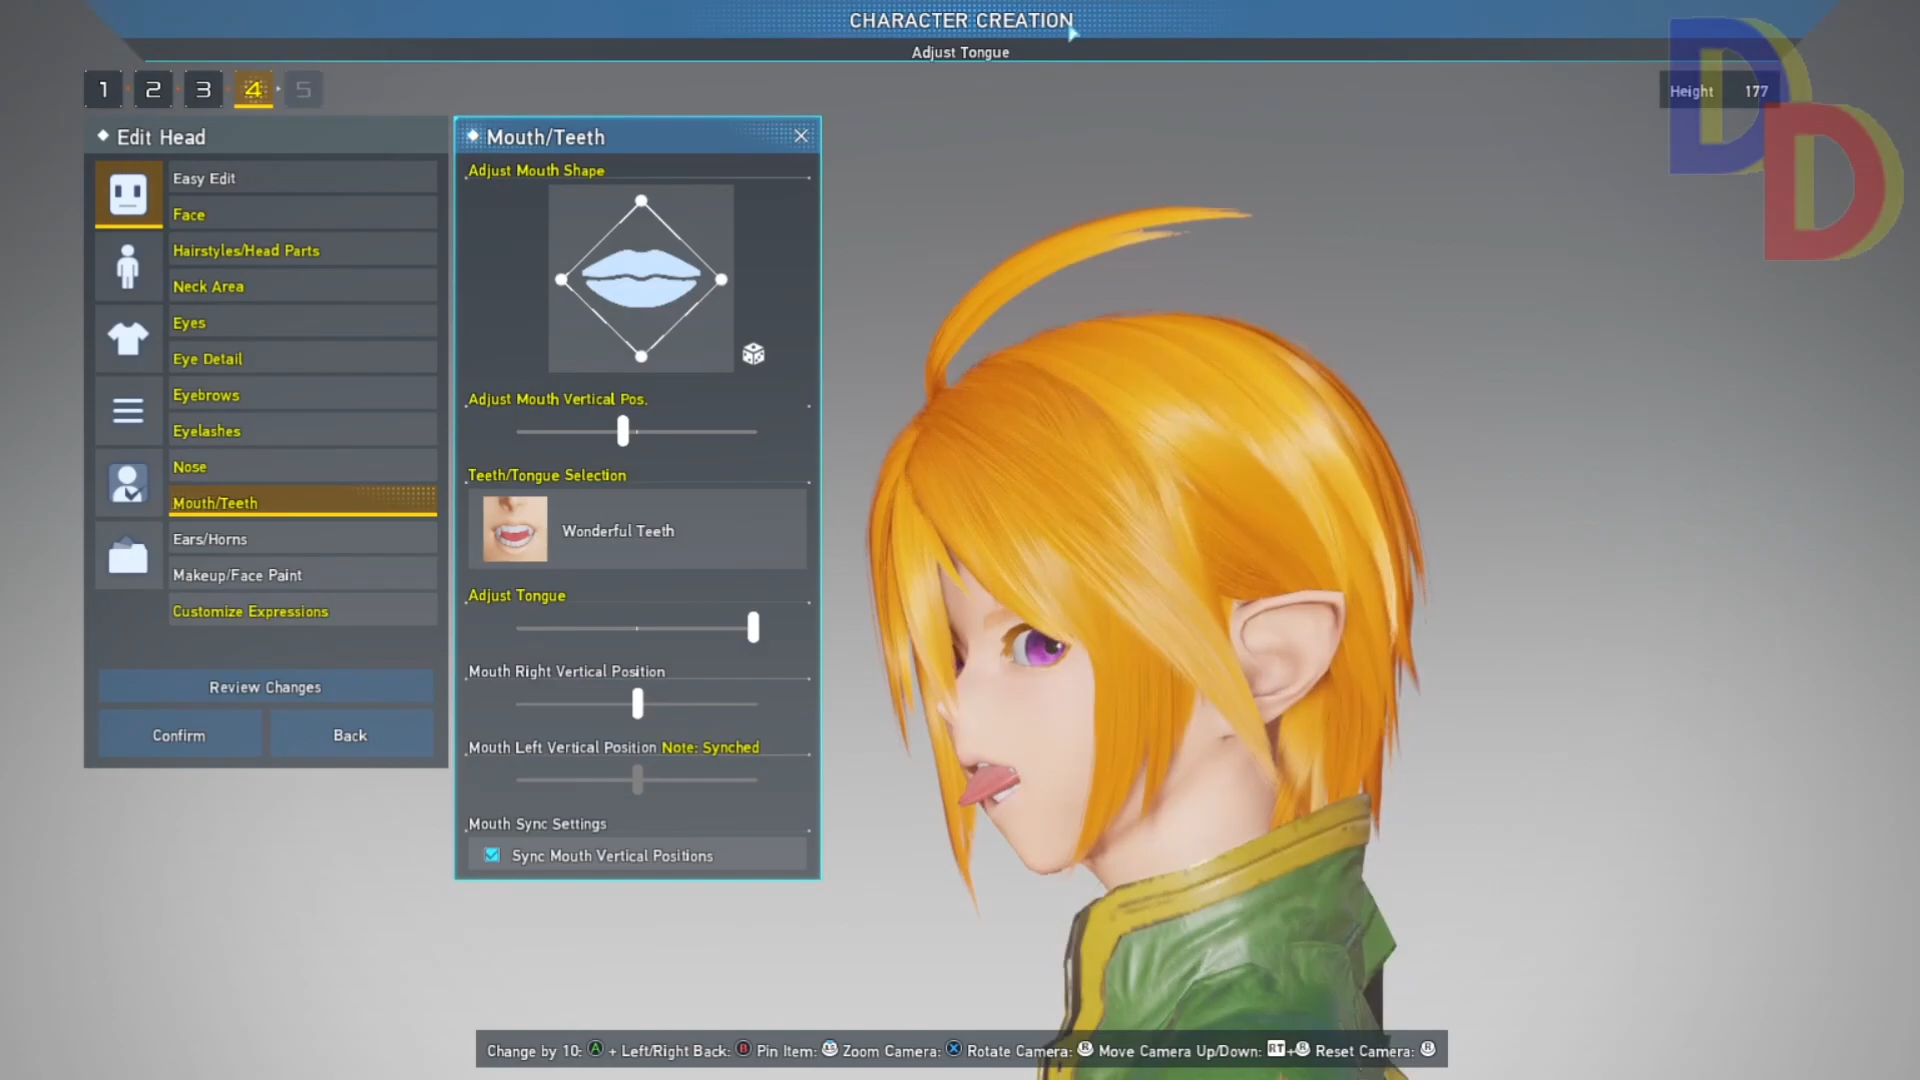 CHARACTER CREATION
Adjust Tongue
1 2 3 4 5
Height 177
DD
Edit Head
Easy Edit
Face
Hairstyles/Head Parts
Neck Area
Eyes
Eye Detail
Eyebrows
Eyelashes
Nose
Mouth/Teeth
Ears/Horns
Makeup/Face Paint
Customize Expressions
Review Changes
Confirm Back
Mouth/Teeth
Adjust Mouth Shape
Adjust Mouth Vertical Pos.
Teeth/Tongue Selection
Wonderful Teeth
Adjust Tongue
Mouth Right Vertical Position
Mouth Left Vertical Position Note: Synched
Mouth Sync Settings
Sync Mouth Vertical Positions
Change by 10: A + Left/Right Back: B Pin Item: LS Zoom Camera: X Rotate Camera: R Move Camera Up/Down: RT+R Reset Camera: R